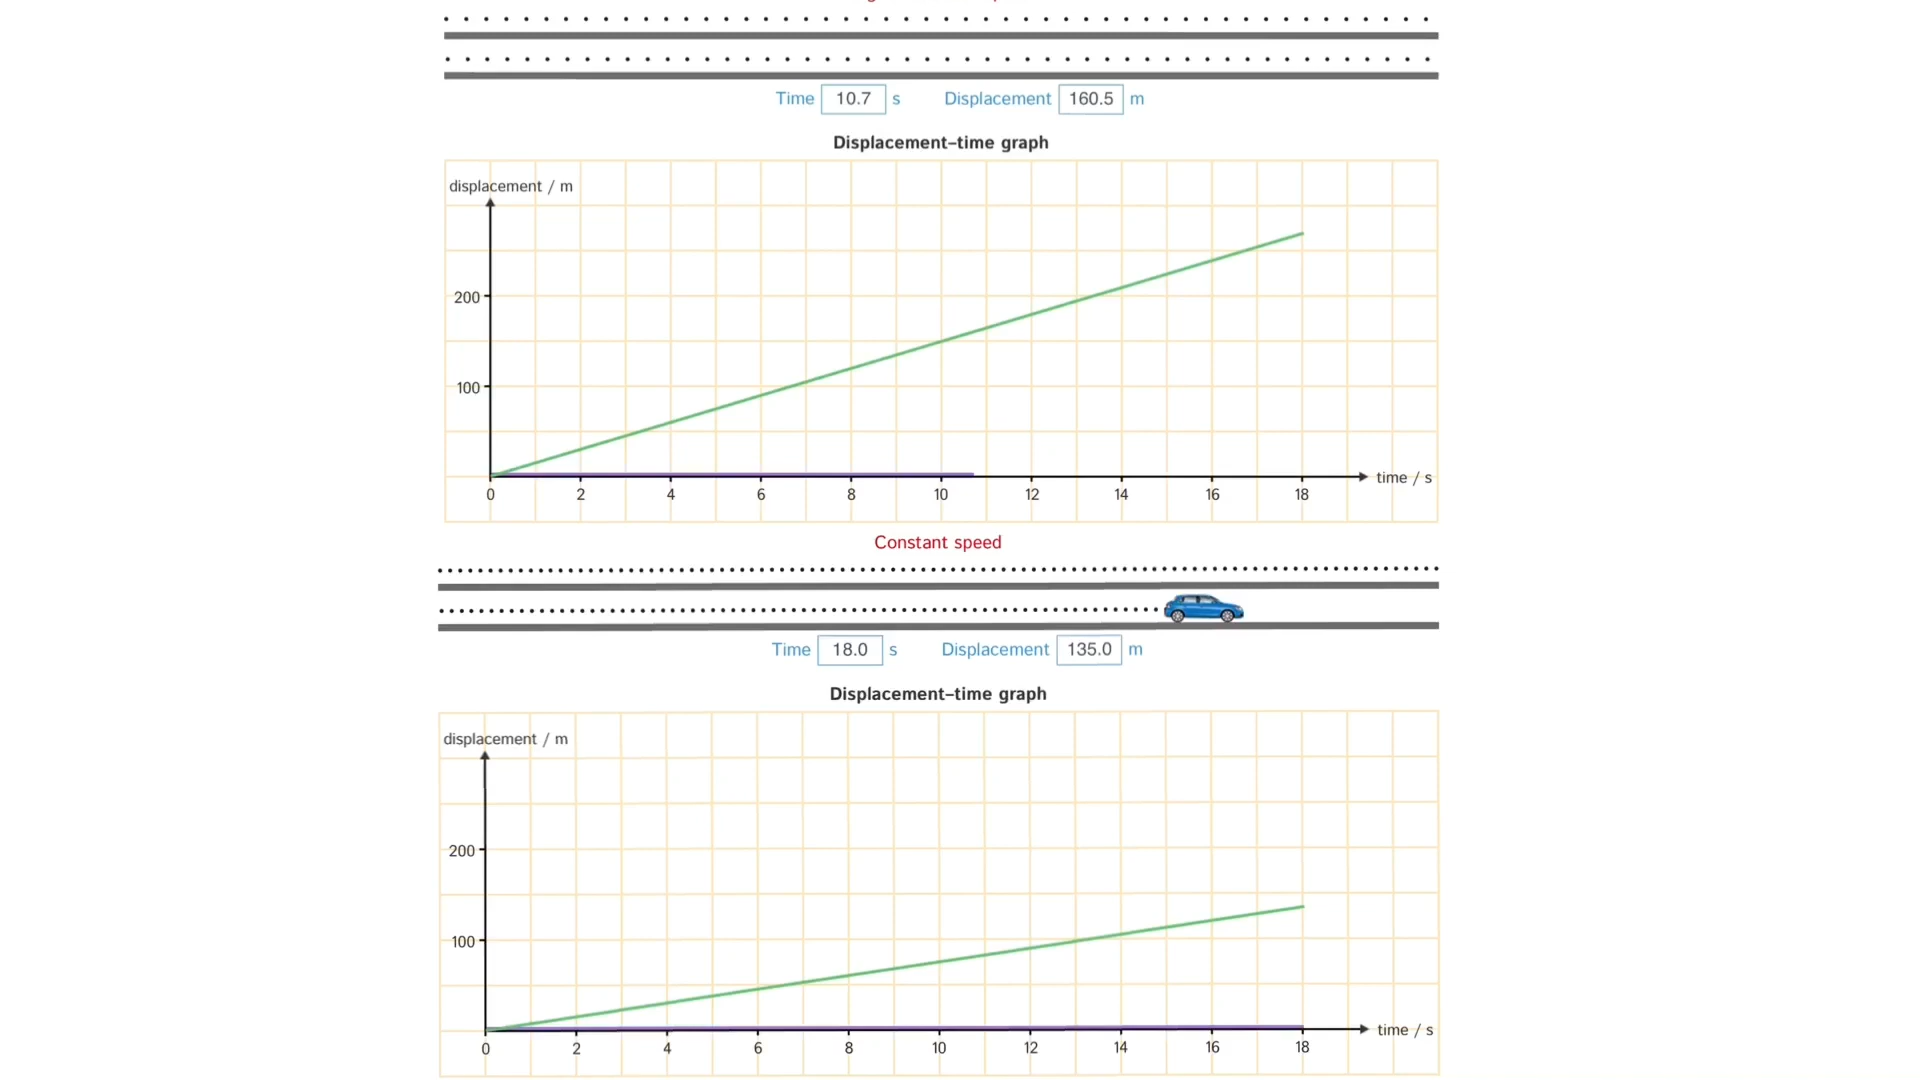 Time 10.7 s Displacement 160.5 m
Displacement–time graph
displacement / m
200
100
time / s
0 2 4 6 8 10 12 14 16 18
Constant speed
Time 18.0 s Displacement 135.0 m
Displacement–time graph
displacement / m
200
100
time / s
0 2 4 6 8 10 12 14 16 18